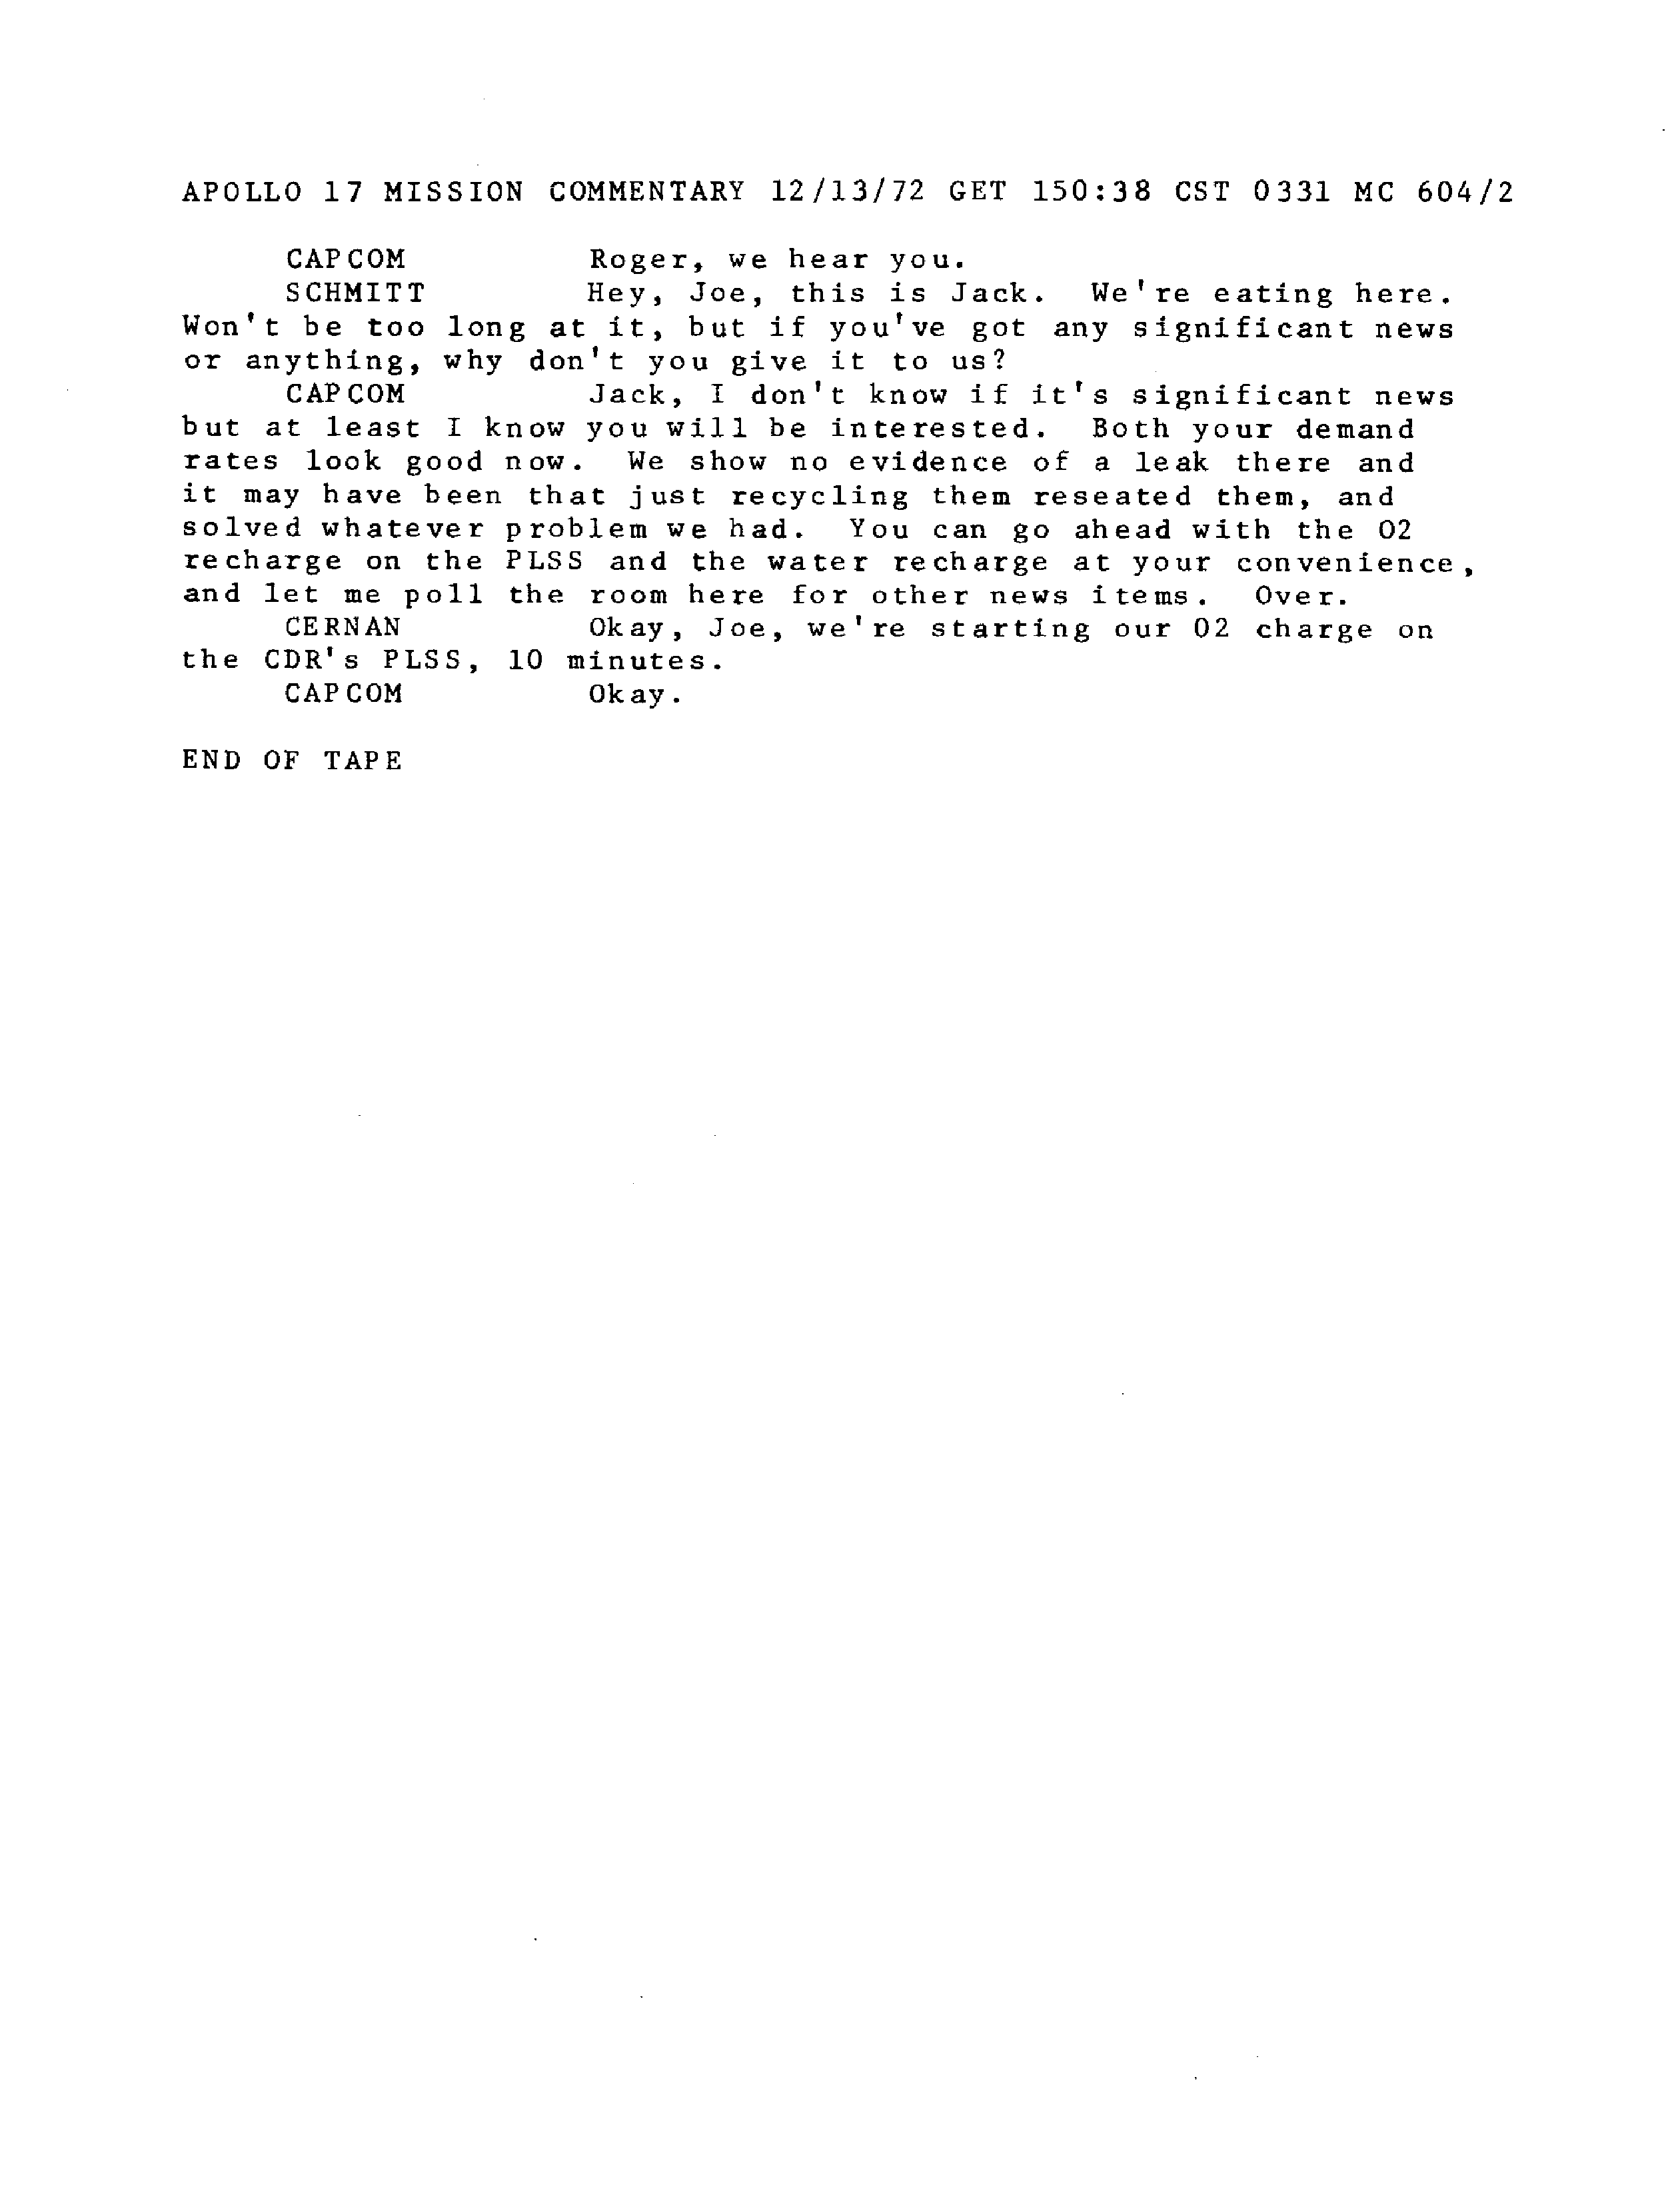 APOLLO 17 MISSION COMMENTARY 12/13/72 GET 150:38 CST 0331 MC 604/2
CAPCOM Roger, we hear you.
SCHMITT Hey, Joe, this is Jack. We're eating here.
Won't be too long at it, but if you've got any significant news
or anything, why don't you give it to us?
CAPCOM Jack, I don't know if it's significant news
but at least I know you will be interested. Both your demand
rates look good now. We show no evidence of a leak there and
it may have been that just recycling them reseated them, and
solved whatever problem we had. You can go ahead with the O2
recharge on the PLSS and the water recharge at your convenience,
and let me poll the room here for other news items. Over.
CERNAN Okay, Joe, we're starting our O2 charge on
the CDR's PLSS, 10 minutes.
CAPCOM Okay.
END OF TAPE